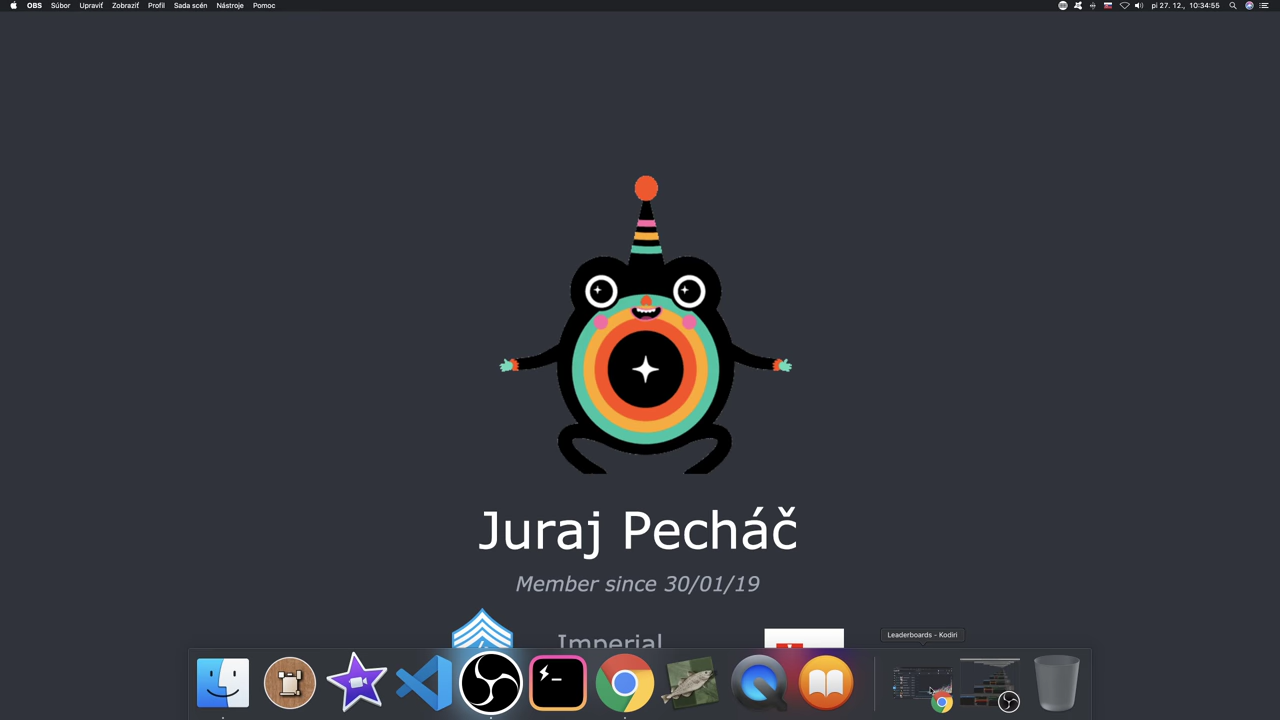 OBS Súbor Upraviť Zobraziť Profil Sada scén Nástroje Pomoc
pi 27. 12., 10:34:55
Juraj Pecháč
Member since 30/01/19
Imperial
Leaderboards - Kodiri